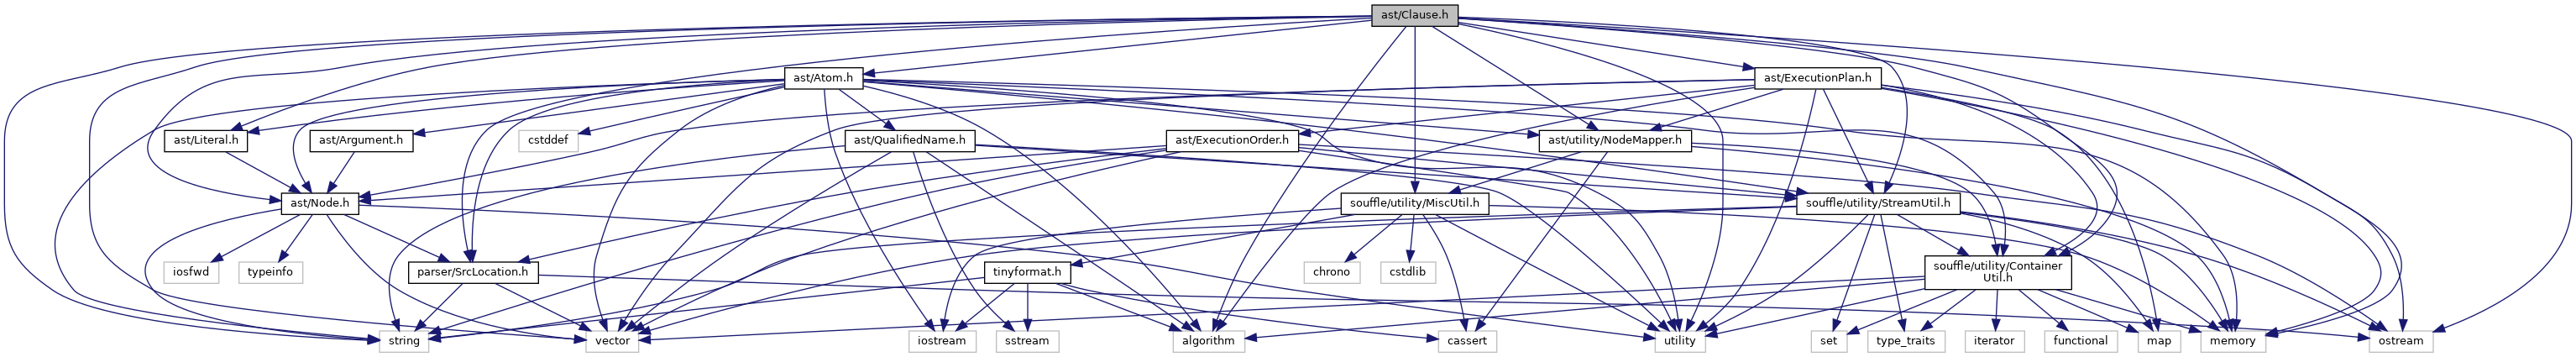 ast/Clause.h
ast/Atom.h
ast/ExecutionPlan.h
ast/Literal.h
ast/Argument.h
cstddef
ast/QualifiedName.h
ast/ExecutionOrder.h
ast/utility/NodeMapper.h
ast/Node.h
souffle/utility/MiscUtil.h
souffle/utility/StreamUtil.h
iosfwd
typeinfo
parser/SrcLocation.h
tinyformat.h
chrono
cstdlib
souffle/utility/Container
Util.h
string
vector
iostream
sstream
algorithm
cassert
utility
set
type_traits
iterator
functional
map
memory
ostream